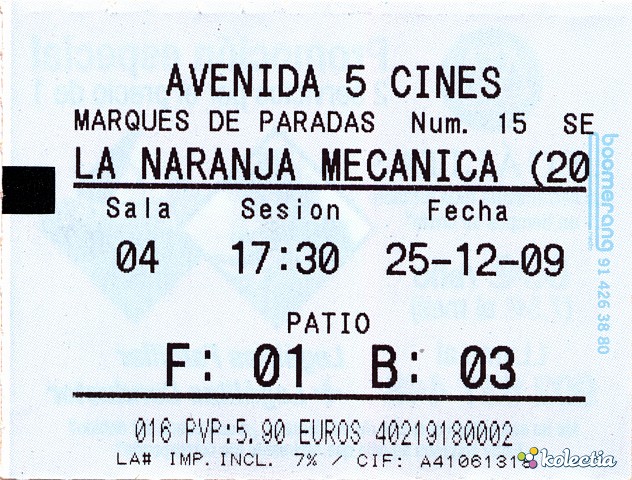 AVENIDA 5 CINES
MARQUES DE PARADAS Num. 15 SE
LA NARANJA MECANICA (20
Sala Sesion Fecha
04 17:30 25-12-09
PATIO
F: 01 B: 03
016 PVP:5.90 EUROS 40219180002
LA# IMP.INCL. 7% / CIF: A4106131
boomerang 91 426 38 80
kolectia